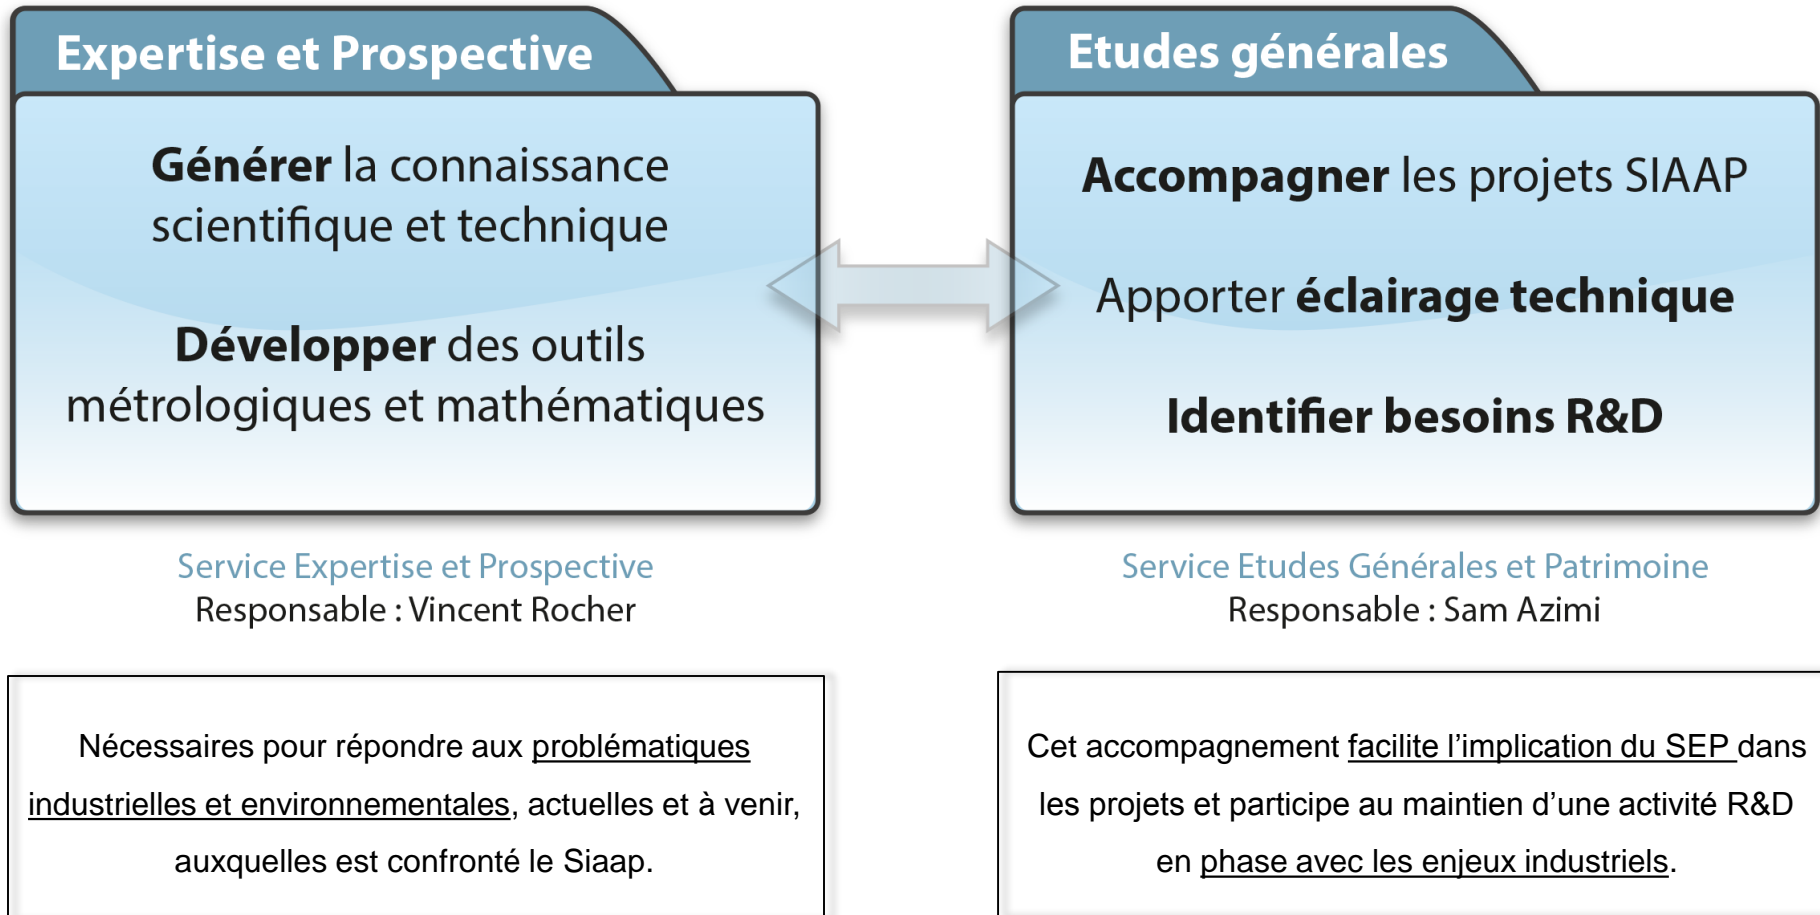 Expertise et Prospective
Générer la connaissance
scientifique et technique
Développer des outils
métrologiques et mathématiques
Service Expertise et Prospective
Responsable : Vincent Rocher
Nécessaires pour répondre aux problématiques
industrielles et environnementales, actuelles et à venir,
auxquelles est confronté le Siaap.
Etudes générales
Accompagner les projets SIAAP
Apporter éclairage technique
Identifier besoins R&D
Service Etudes Générales et Patrimoine
Responsable : Sam Azimi
Cet accompagnement facilite l’implication du SEP dans
les projets et participe au maintien d’une activité R&D
en phase avec les enjeux industriels.